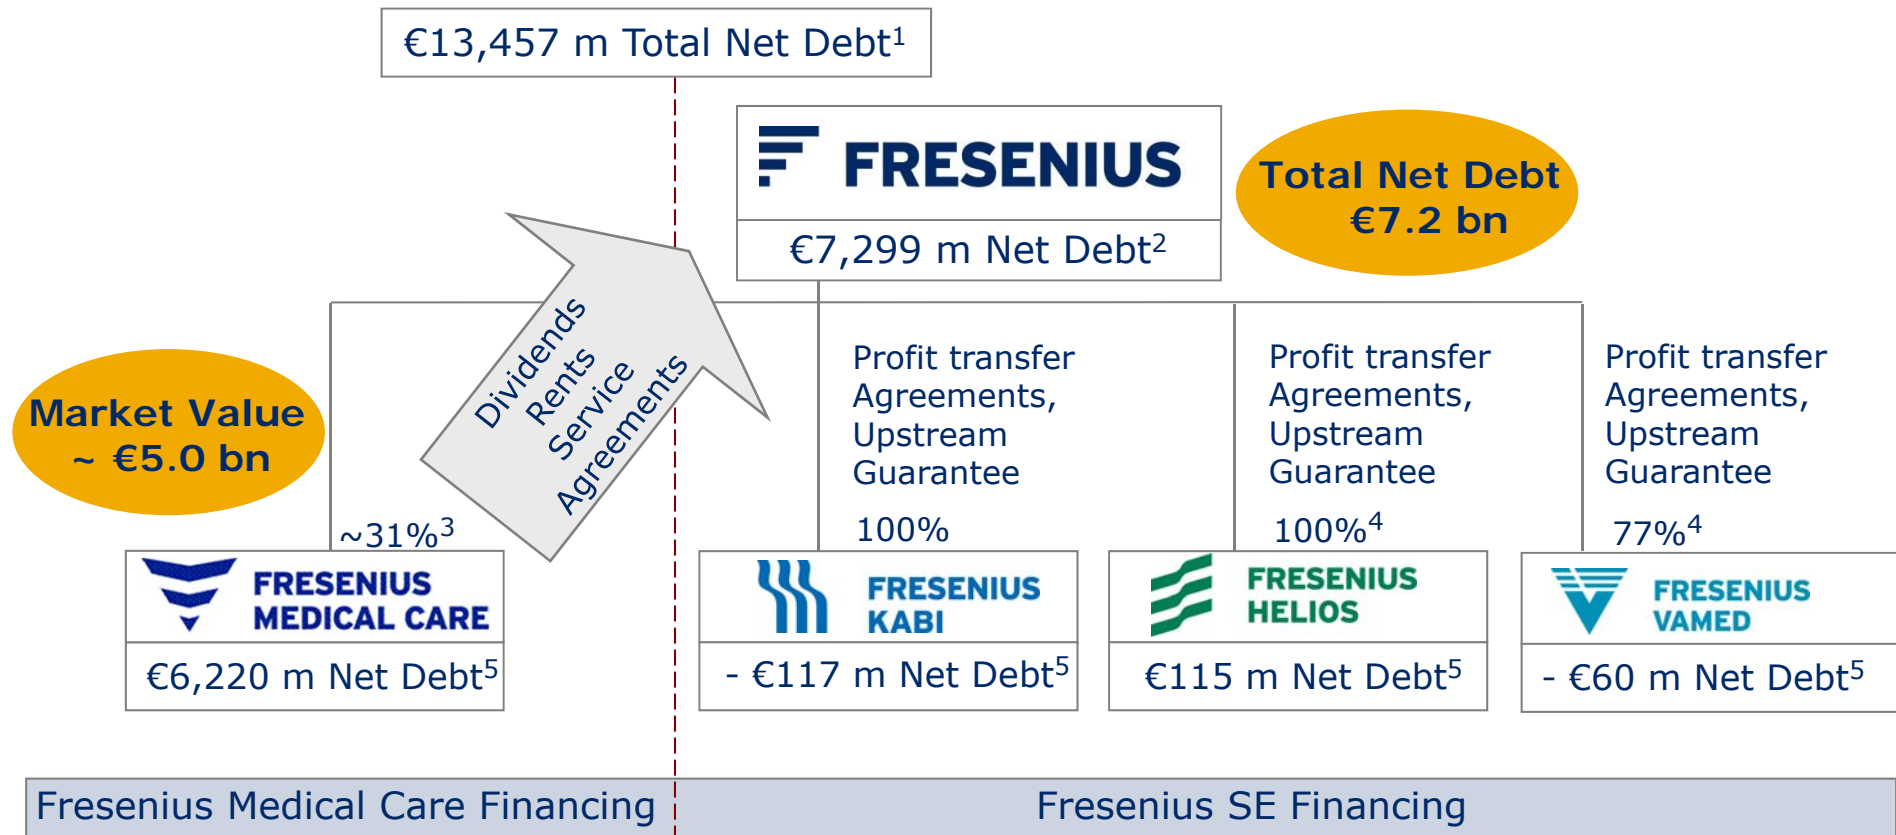 €13,457 m Total Net Debt¹
FRESENIUS
€7,299 m Net Debt²
Total Net Debt
€7.2 bn
Market Value
~ €5.0 bn
Dividends
Rents
Service
Agreements
~31%³
FRESENIUS
MEDICAL CARE
€6,220 m Net Debt⁵
Profit transfer
Agreements,
Upstream
Guarantee
100%
FRESENIUS
KABI
- €117 m Net Debt⁵
Profit transfer
Agreements,
Upstream
Guarantee
100%⁴
FRESENIUS
HELIOS
€115 m Net Debt⁵
Profit transfer
Agreements,
Upstream
Guarantee
77%⁴
FRESENIUS
VAMED
- €60 m Net Debt⁵
Fresenius Medical Care Financing
Fresenius SE Financing